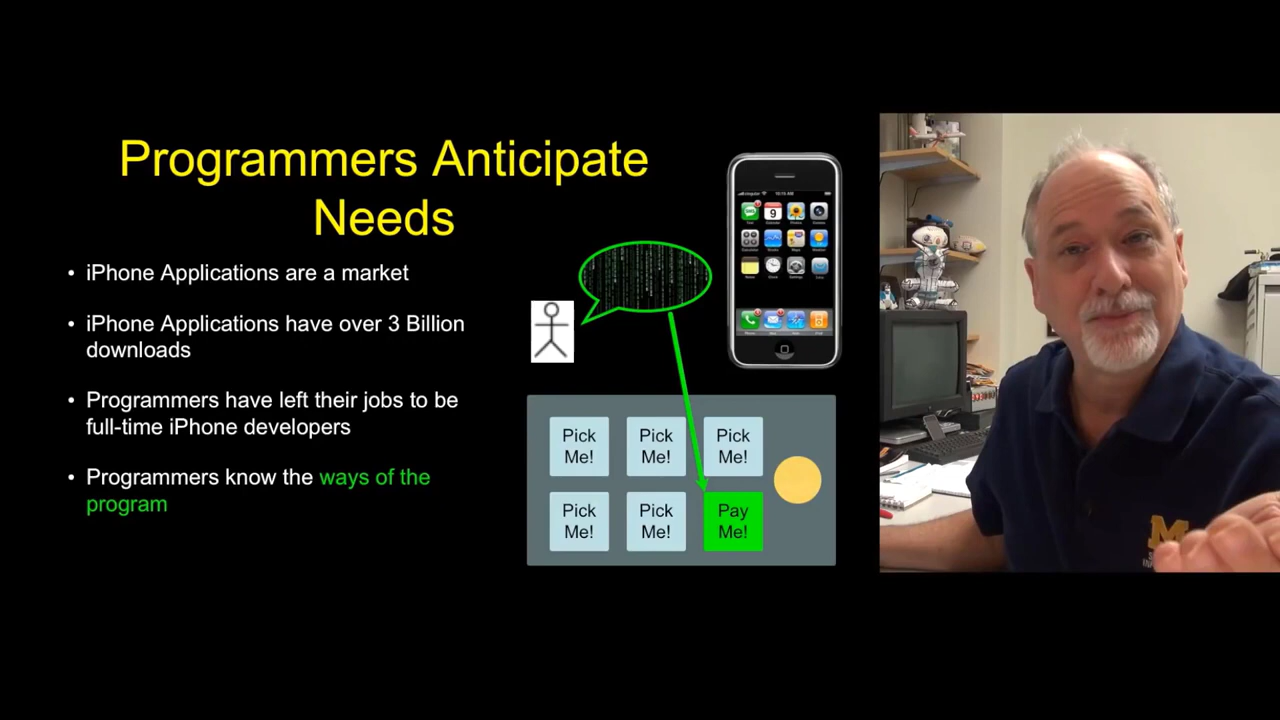 Programmers Anticipate
Needs
• iPhone Applications are a market
• iPhone Applications have over 3 Billion
downloads
• Programmers have left their jobs to be
full-time iPhone developers
• Programmers know the ways of the
program
9
Pick
Me!
Pick
Me!
Pick
Me!
Pick
Me!
Pick
Me!
Pay
Me!
M